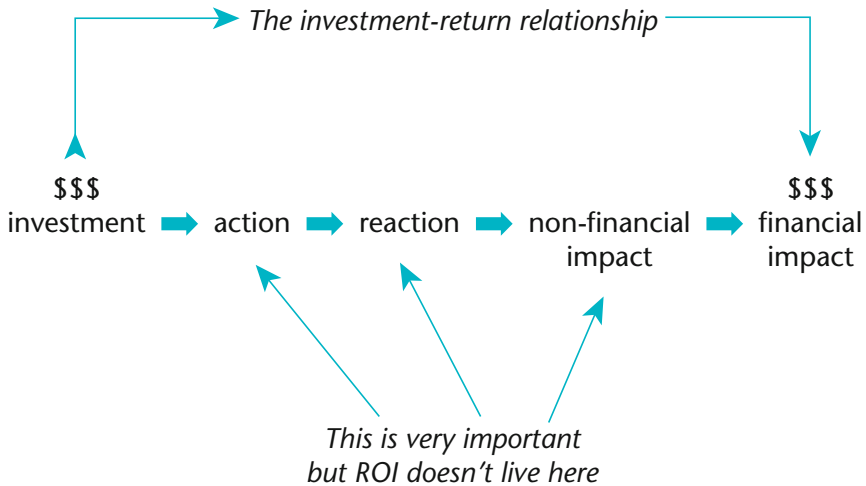 The investment-return relationship
$$$ $$$
investment action reaction non-financial financial
impact impact
This is very important
but ROI doesn’t live here